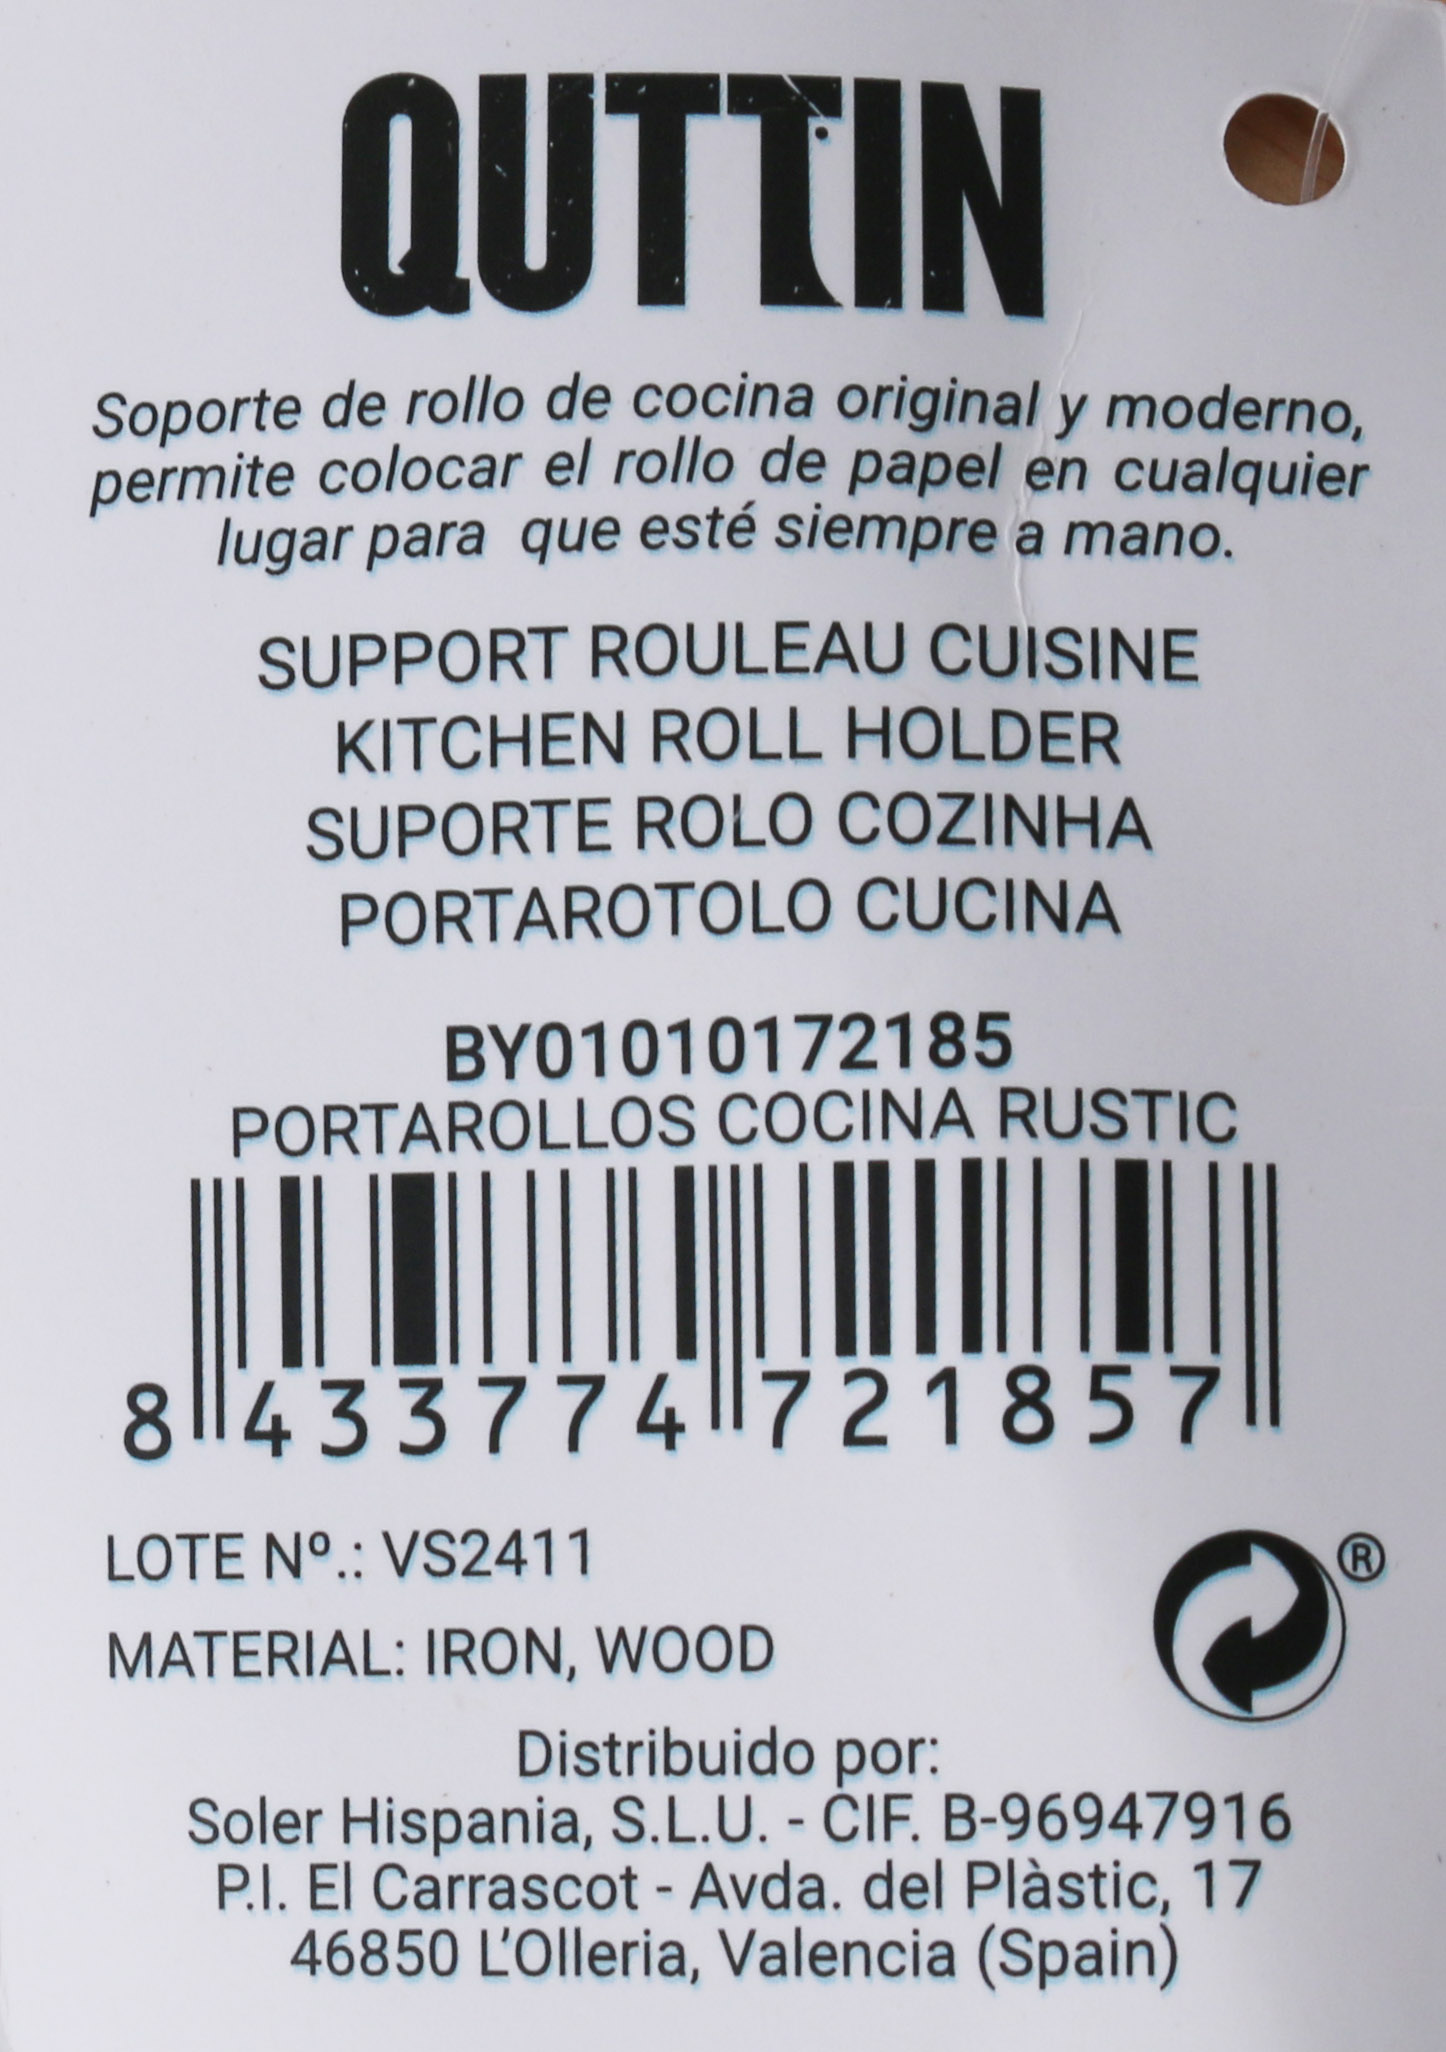 QUTTIN
Soporte de rollo de cocina original y moderno,
permite colocar el rollo de papel en cualquier
lugar para que esté siempre a mano.
SUPPORT ROULEAU CUISINE
KITCHEN ROLL HOLDER
SUPORTE ROLO COZINHA
PORTAROTOLO CUCINA
BY01010172185
PORTAROLLOS COCINA RUSTIC
8 433774 721857
LOTE Nº.: VS2411
®
MATERIAL: IRON, WOOD
Distribuido por:
Soler Hispania, S.L.U. - CIF. B-96947916
P.I. El Carrascot - Avda. del Plàstic, 17
46850 L'Olleria, Valencia (Spain)